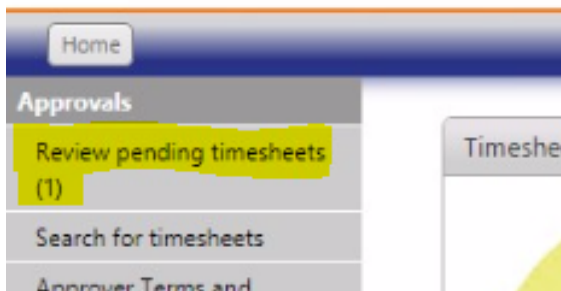 Home
Approvals
Review pending timesheets
(1)
Search for timesheets
Timeshe
Approver Terms and